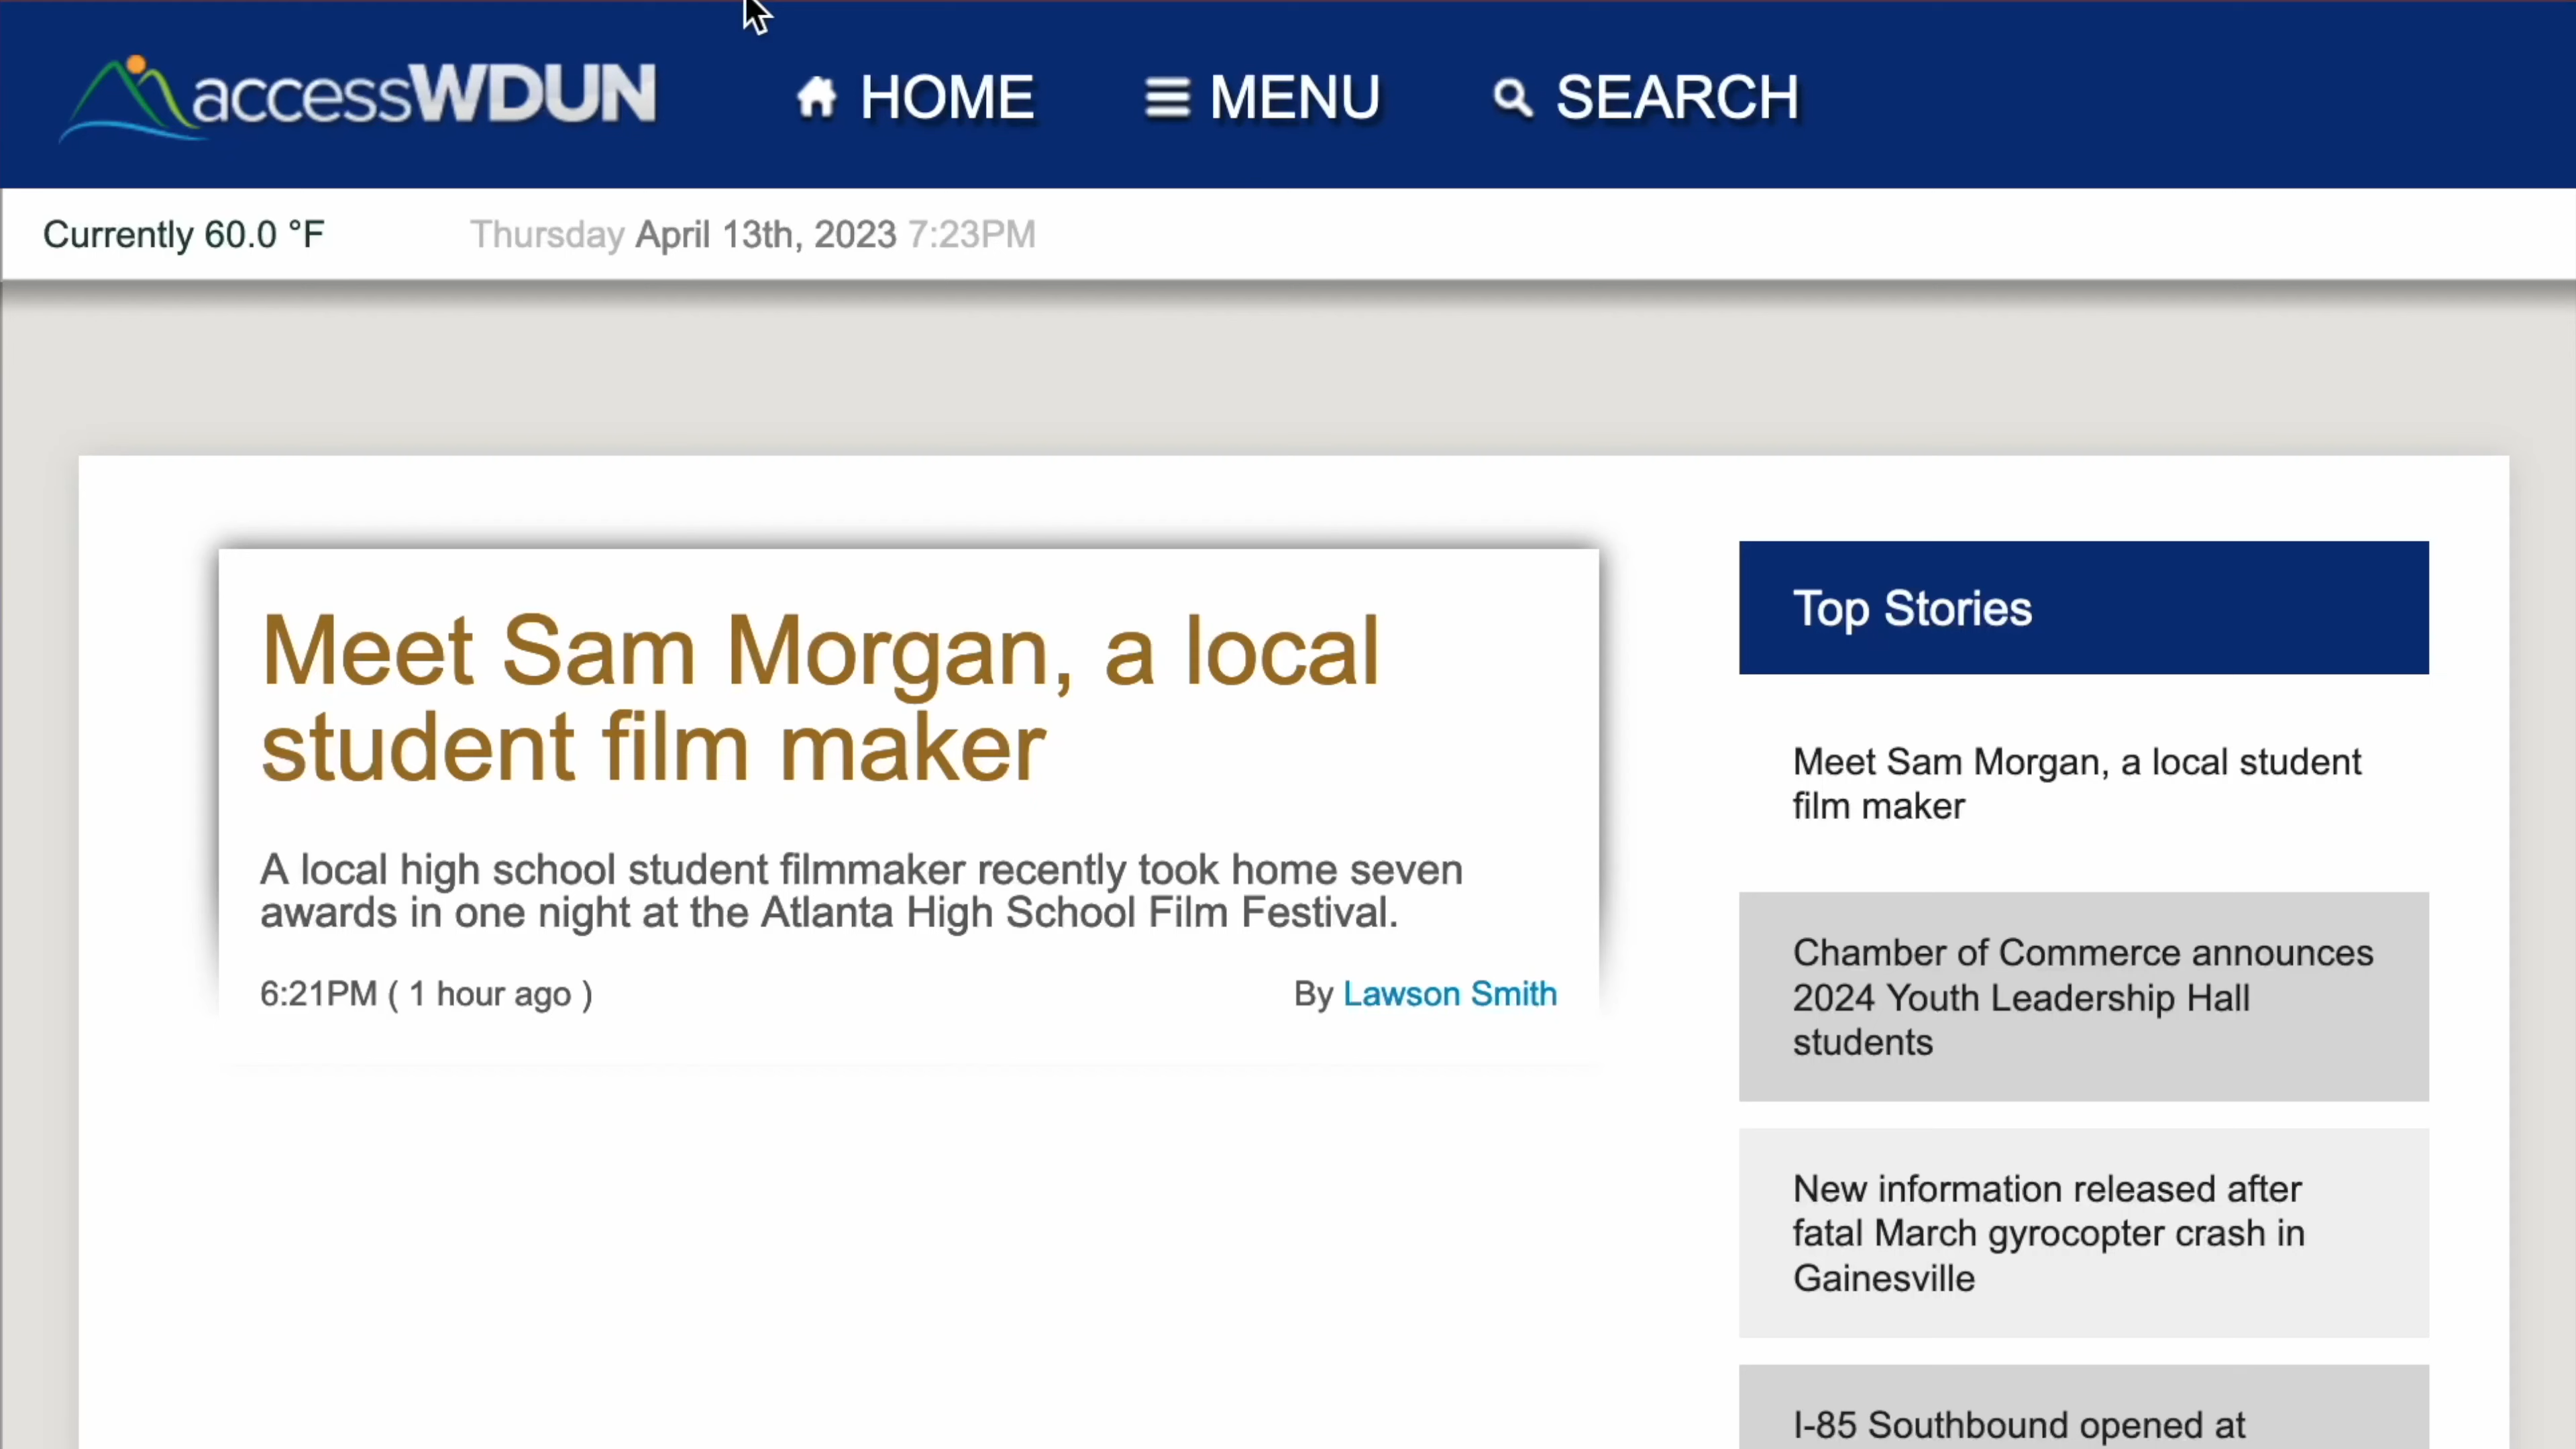 accessWDUN
HOME
MENU
SEARCH
Currently 60.0 °F
Thursday April 13th, 2023 7:23PM
Meet Sam Morgan, a local
student film maker
A local high school student filmmaker recently took home seven
awards in one night at the Atlanta High School Film Festival.
6:21PM ( 1 hour ago )
By Lawson Smith
Top Stories
Meet Sam Morgan, a local student
film maker
Chamber of Commerce announces
2024 Youth Leadership Hall
students
New information released after
fatal March gyrocopter crash in
Gainesville
I-85 Southbound opened at